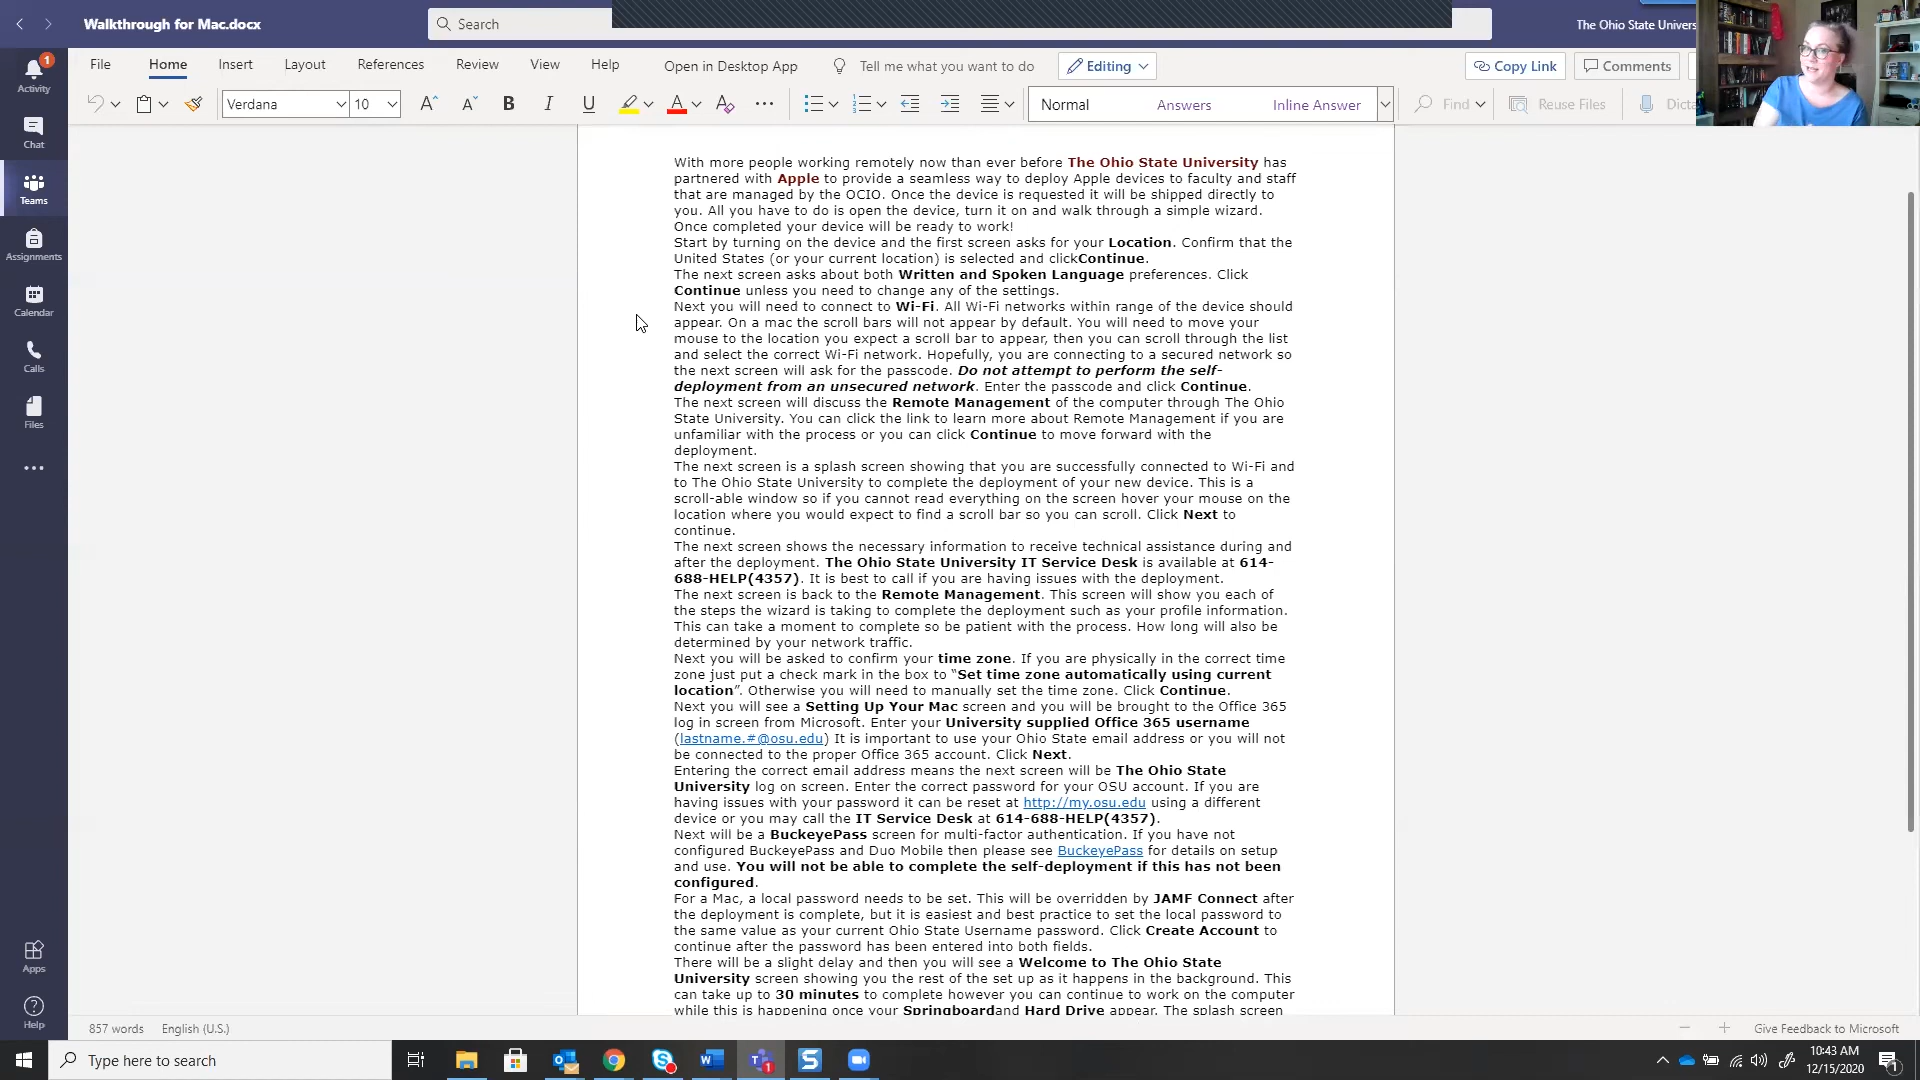 Walkthrough for Mac.docx
Search
The Ohio State Univers
File
Home
Insert
Layout
References
Review
View
Help
Open in Desktop App
Tell me what you want to do
Editing
Copy Link
Comments
Verdana
10
B
I
U
Normal
Answers
Inline Answer
Find
Reuse Files
Dicta
1
Activity
Chat
Teams
Assignments
Calendar
Calls
Files
Apps
Help
With more people working remotely now than ever before The Ohio State University has
partnered with Apple to provide a seamless way to deploy Apple devices to faculty and staff
that are managed by the OCIO. Once the device is requested it will be shipped directly to
you. All you have to do is open the device, turn it on and walk through a simple wizard.
Once completed your device will be ready to work!
Start by turning on the device and the first screen asks for your Location. Confirm that the
United States (or your current location) is selected and clickContinue.
The next screen asks about both Written and Spoken Language preferences. Click
Continue unless you need to change any of the settings.
Next you will need to connect to Wi-Fi. All Wi-Fi networks within range of the device should
appear. On a mac the scroll bars will not appear by default. You will need to move your
mouse to the location you expect a scroll bar to appear, then you can scroll through the list
and select the correct Wi-Fi network. Hopefully, you are connecting to a secured network so
the next screen will ask for the passcode. Do not attempt to perform the self-
deployment from an unsecured network. Enter the passcode and click Continue.
The next screen will discuss the Remote Management of the computer through The Ohio
State University. You can click the link to learn more about Remote Management if you are
unfamiliar with the process or you can click Continue to move forward with the
deployment.
The next screen is a splash screen showing that you are successfully connected to Wi-Fi and
to The Ohio State University to complete the deployment of your new device. This is a
scroll-able window so if you cannot read everything on the screen hover your mouse on the
location where you would expect to find a scroll bar so you can scroll. Click Next to
continue.
The next screen shows the necessary information to receive technical assistance during and
after the deployment. The Ohio State University IT Service Desk is available at 614-
688-HELP(4357). It is best to call if you are having issues with the deployment.
The next screen is back to the Remote Management. This screen will show you each of
the steps the wizard is taking to complete the deployment such as your profile information.
This can take a moment to complete so be patient with the process. How long will also be
determined by your network traffic.
Next you will be asked to confirm your time zone. If you are physically in the correct time
zone just put a check mark in the box to “Set time zone automatically using current
location”. Otherwise you will need to manually set the time zone. Click Continue.
Next you will see a Setting Up Your Mac screen and you will be brought to the Office 365
log in screen from Microsoft. Enter your University supplied Office 365 username
(lastname.#@osu.edu) It is important to use your Ohio State email address or you will not
be connected to the proper Office 365 account. Click Next.
Entering the correct email address means the next screen will be The Ohio State
University log on screen. Enter the correct password for your OSU account. If you are
having issues with your password it can be reset at http://my.osu.edu using a different
device or you may call the IT Service Desk at 614-688-HELP(4357).
Next will be a BuckeyePass screen for multi-factor authentication. If you have not
configured BuckeyePass and Duo Mobile then please see BuckeyePass for details on setup
and use. You will not be able to complete the self-deployment if this has not been
configured.
For a Mac, a local password needs to be set. This will be overridden by JAMF Connect after
the deployment is complete, but it is easiest and best practice to set the local password to
the same value as your current Ohio State Username password. Click Create Account to
continue after the password has been entered into both fields.
There will be a slight delay and then you will see a Welcome to The Ohio State
University screen showing you the rest of the set up as it happens in the background. This
can take up to 30 minutes to complete however you can continue to work on the computer
while this is happening once your Springboardand Hard Drive appear. The splash screen
857 words
English (U.S.)
Give Feedback to Microsoft
Type here to search
10:43 AM
12/15/2020